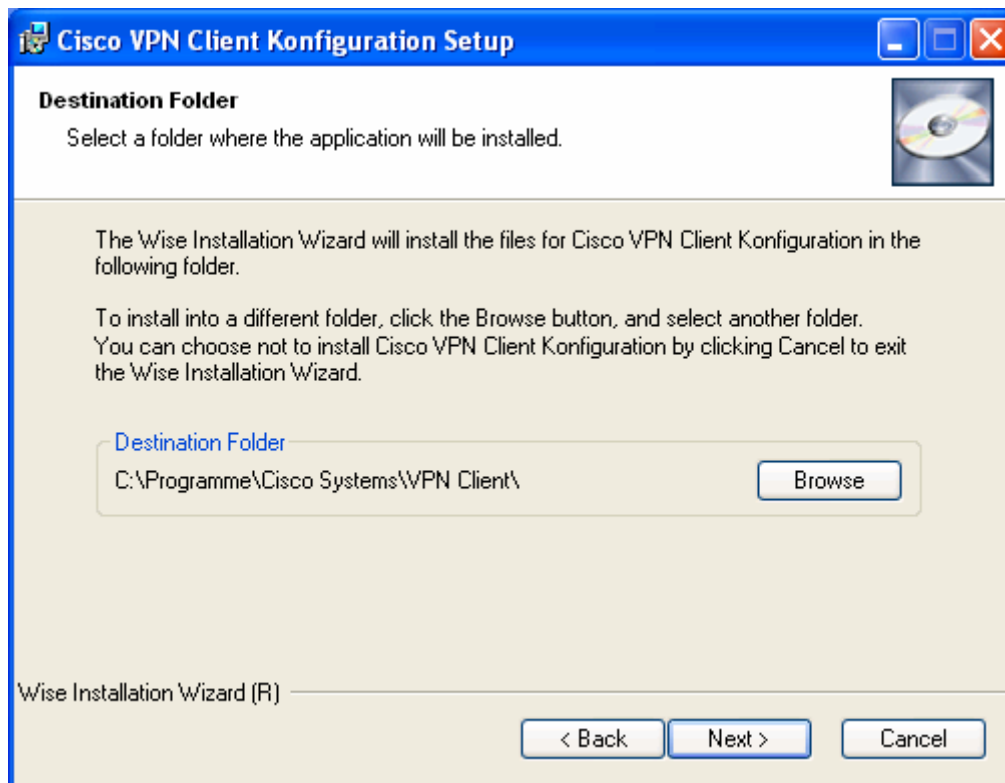 Cisco VPN Client Konfiguration Setup
Destination Folder
Select a folder where the application will be installed.
The Wise Installation Wizard will install the files for Cisco VPN Client Konfiguration in the
following folder.
To install into a different folder, click the Browse button, and select another folder.
You can choose not to install Cisco VPN Client Konfiguration by clicking Cancel to exit
the Wise Installation Wizard.
Destination Folder
C:\Programme\Cisco Systems\VPN Client\
Browse
Wise Installation Wizard (R)
< Back
Next >
Cancel